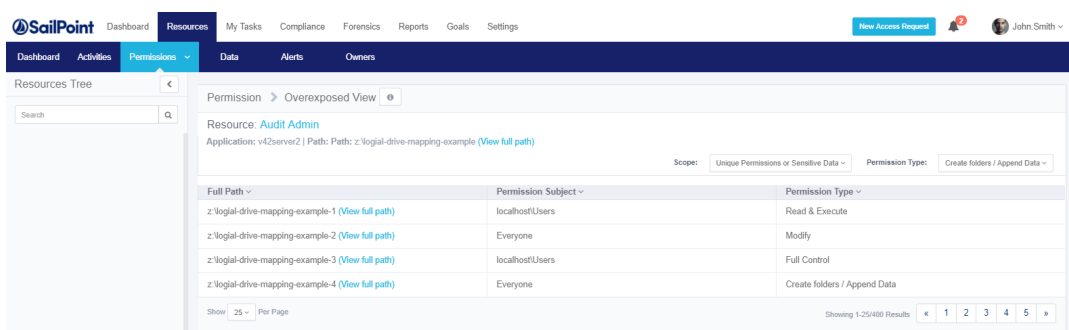 SailPoint Dashboard Resources My Tasks Compliance Forensics Reports Goals Settings New Access Request 2 John.Smith
Dashboard Activities Permissions Data Alerts Owners
Resources Tree
Search
Permission Overexposed View
Resource: Audit Admin
Application: v42server2 | Path: Path: z:\logial-drive-mapping-example (View full path)
Scope: Unique Permissions or Sensitive Data Permission Type: Create folders / Append Data
Full Path Permission Subject Permission Type
z:\logial-drive-mapping-example-1 (View full path) localhost\Users Read & Execute
z:\logial-drive-mapping-example-2 (View full path) Everyone Modify
z:\logial-drive-mapping-example-3 (View full path) localhost\Users Full Control
z:\logial-drive-mapping-example-4 (View full path) Everyone Create folders / Append Data
Show 25 Per Page Showing 1-25/400 Results « 1 2 3 4 5 »